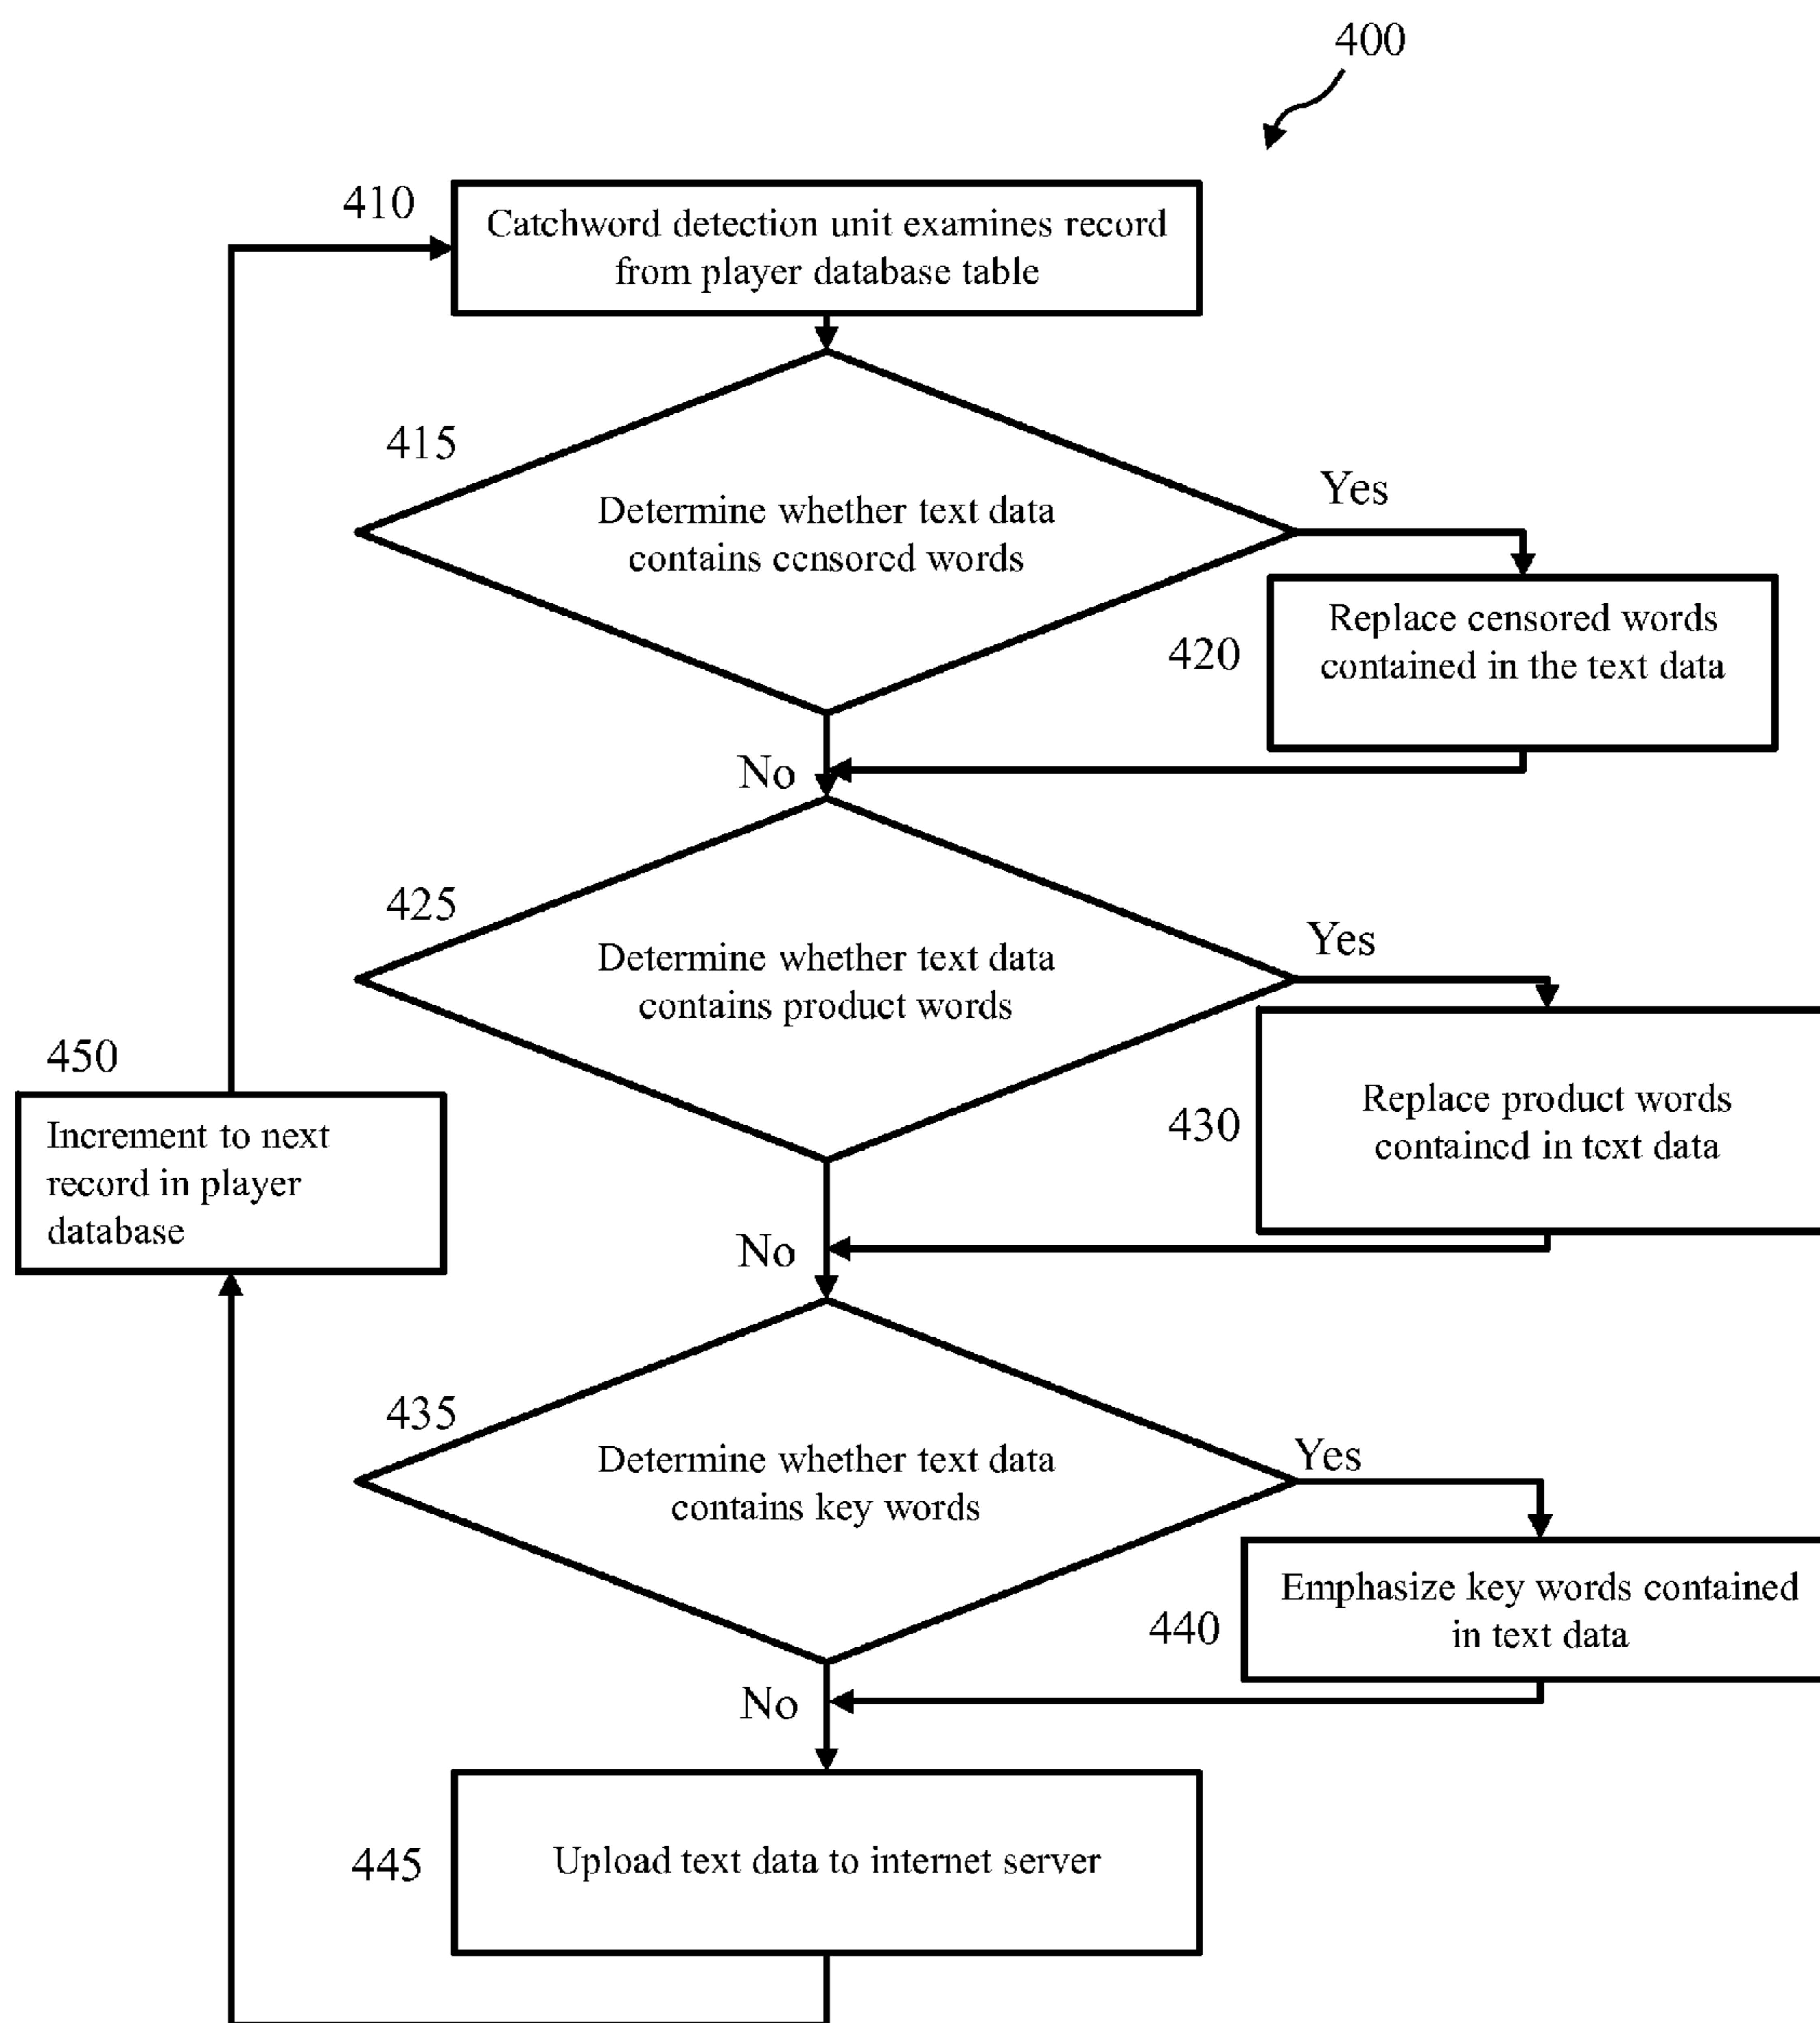 400
410
Catchword detection unit examines record
from player database table
415
Determine whether text data
contains censored words
Yes
420
Replace censored words
contained in the text data
No
425
Determine whether text data
contains product words
Yes
430
Replace product words
contained in text data
450
Increment to next
record in player
database
No
435
Determine whether text data
contains key words
Yes
440
Emphasize key words contained
in text data
No
445
Upload text data to internet server